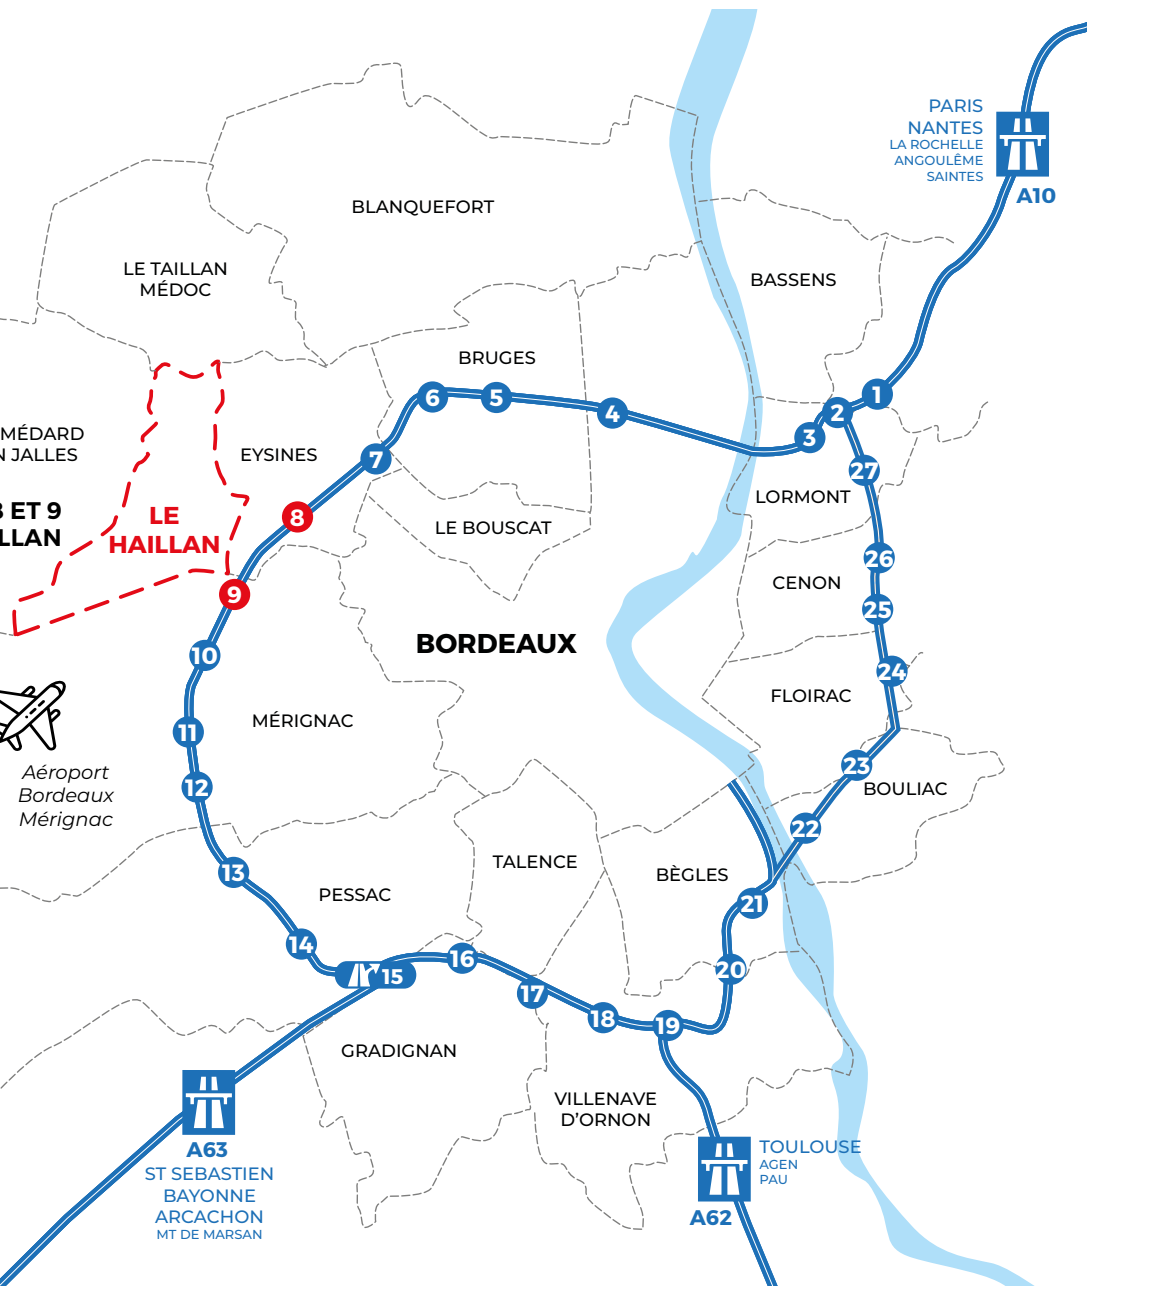 PARIS
NANTES
LA ROCHELLE
ANGOULÊME
SAINTES
A10
BLANQUEFORT
LE TAILLAN
MÉDOC
BASSENS
BRUGES
6
5
4
3
2
1
MÉDARD
N JALLES
EYSINES
7
27
LORMONT
ET 9
LLAN
LE
HAILLAN
8
LE BOUSCAT
26
CENON
9
25
BORDEAUX
10
24
FLOIRAC
MÉRIGNAC
11
23
BOULIAC
Aéroport
Bordeaux
Mérignac
12
22
TALENCE
BÈGLES
13
PESSAC
21
14
15
16
20
17
18
19
GRADIGNAN
VILLENAVE
D’ORNON
A63
ST SEBASTIEN
BAYONNE
ARCACHON
MT DE MARSAN
TOULOUSE
AGEN
PAU
A62